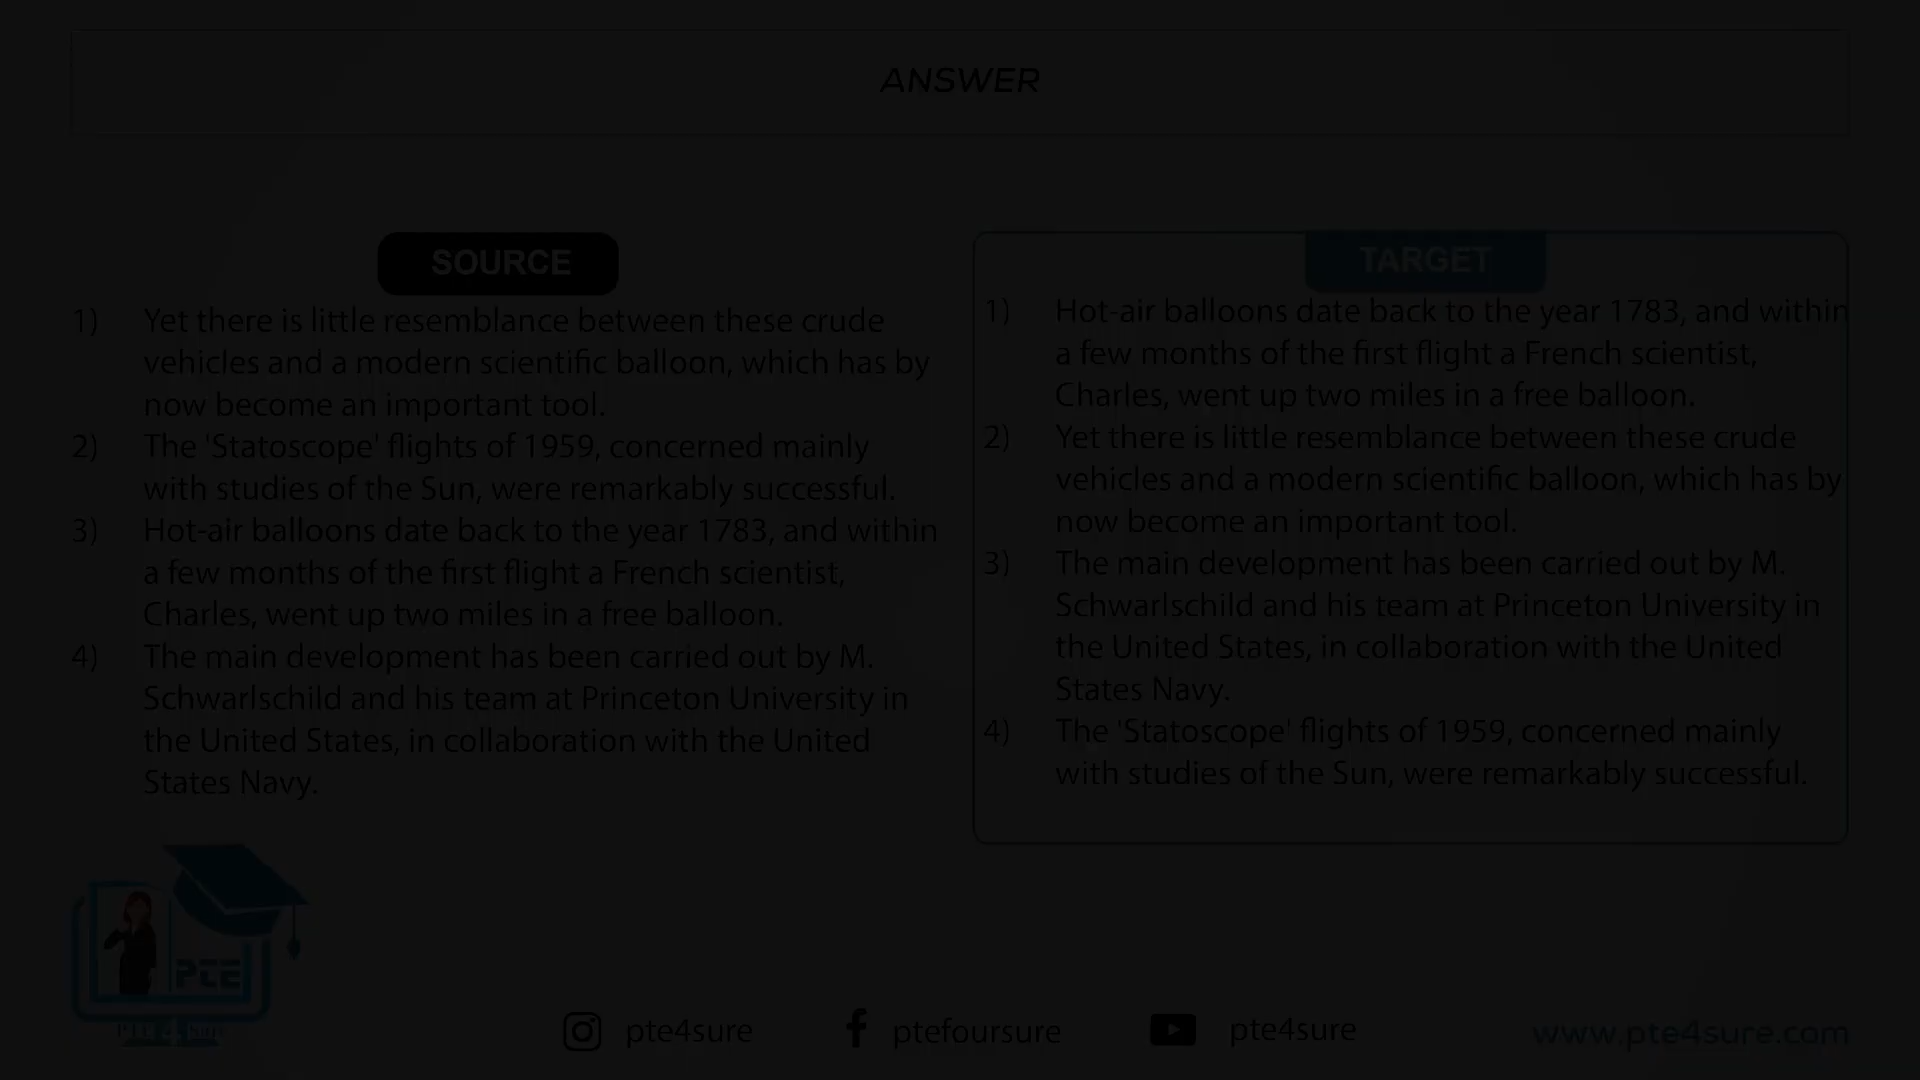 ANSWER
SOURCE
1) Yet there is little resemblance between these crude
vehicles and a modern scientific balloon, which has by
now become an important tool.
2) The 'Statoscope' flights of 1959, concerned mainly
with studies of the Sun, were remarkably successful.
3) Hot-air balloons date back to the year 1783, and within
a few months of the first flight a French scientist,
Charles, went up two miles in a free balloon.
4) The main development has been carried out by M.
Schwarlschild and his team at Princeton University in
the United States, in collaboration with the United
States Navy.
TARGET
1) Hot-air balloons date back to the year 1783, and within
a few months of the first flight a French scientist,
Charles, went up two miles in a free balloon.
2) Yet there is little resemblance between these crude
vehicles and a modern scientific balloon, which has by
now become an important tool.
3) The main development has been carried out by M.
Schwarlschild and his team at Princeton University in
the United States, in collaboration with the United
States Navy.
4) The 'Statoscope' flights of 1959, concerned mainly
with studies of the Sun, were remarkably successful.
PTE
PTE 4 Sure
pte4sure
ptefoursure
pte4sure
www.pte4sure.com